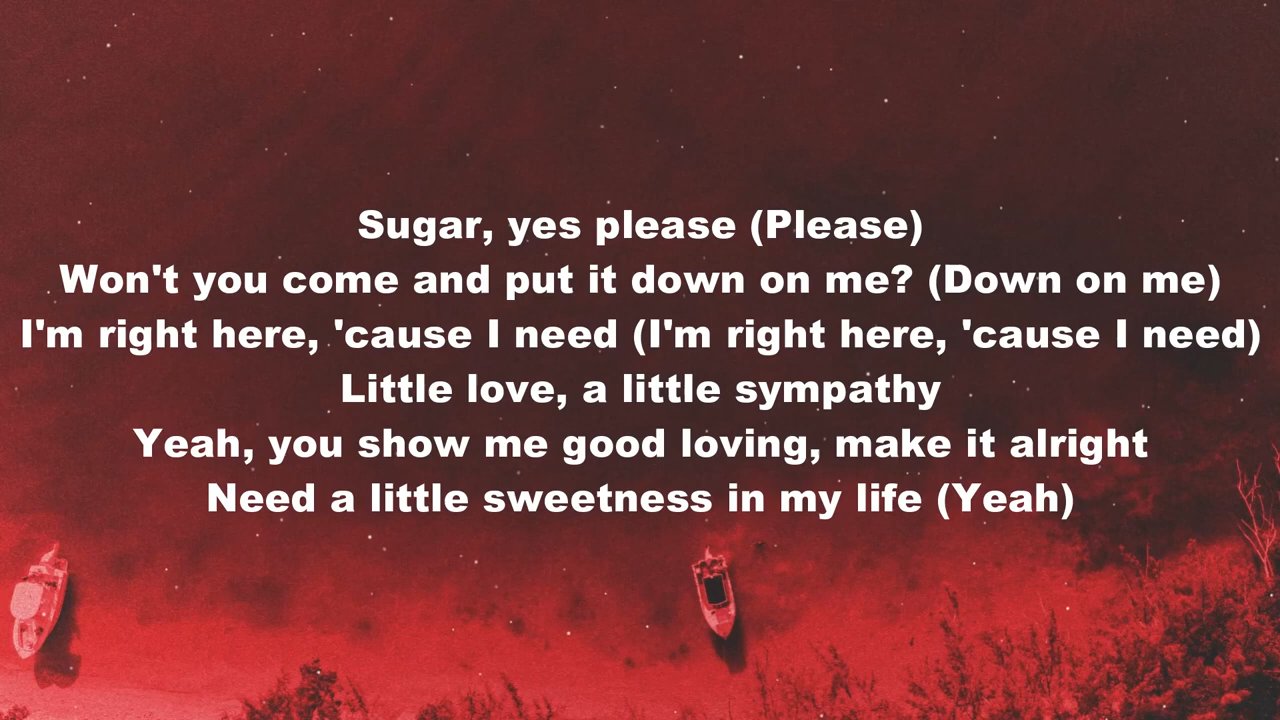 Sugar, yes please (Please)
Won't you come and put it down on me? (Down on me)
I'm right here, 'cause I need (I'm right here, 'cause I need)
Little love, a little sympathy
Yeah, you show me good loving, make it alright
Need a little sweetness in my life (Yeah)